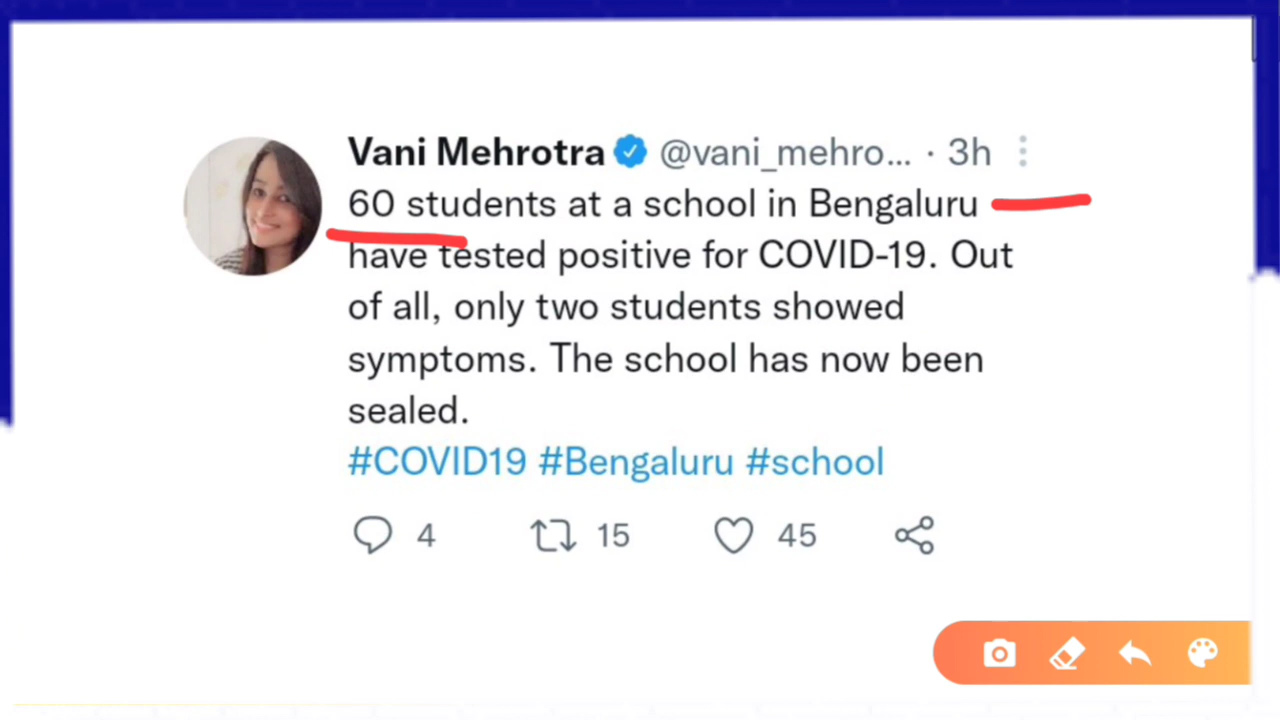 Vani Mehrotra @vani_mehro... · 3h
60 students at a school in Bengaluru
have tested positive for COVID-19. Out
of all, only two students showed
symptoms. The school has now been
sealed.
#COVID19 #Bengaluru #school
4 15 45